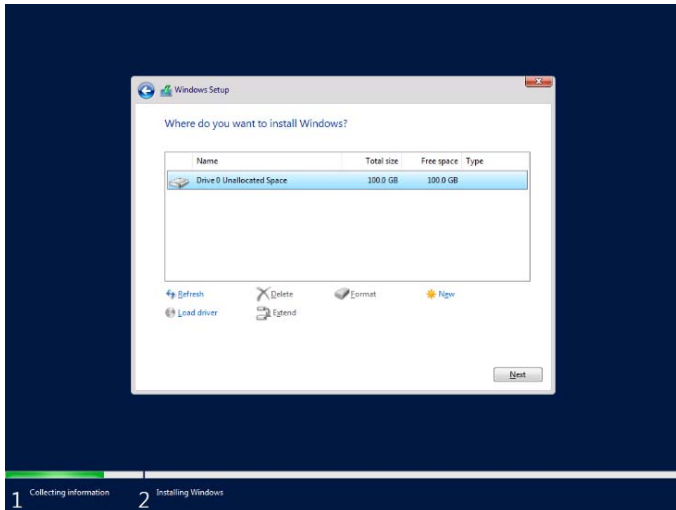 Windows Setup
Where do you want to install Windows?
Name Total size Free space Type
Drive 0 Unallocated Space 100.0 GB 100.0 GB
Refresh Delete Format New
Load driver Extend
Next
1 Collecting information 2 Installing Windows